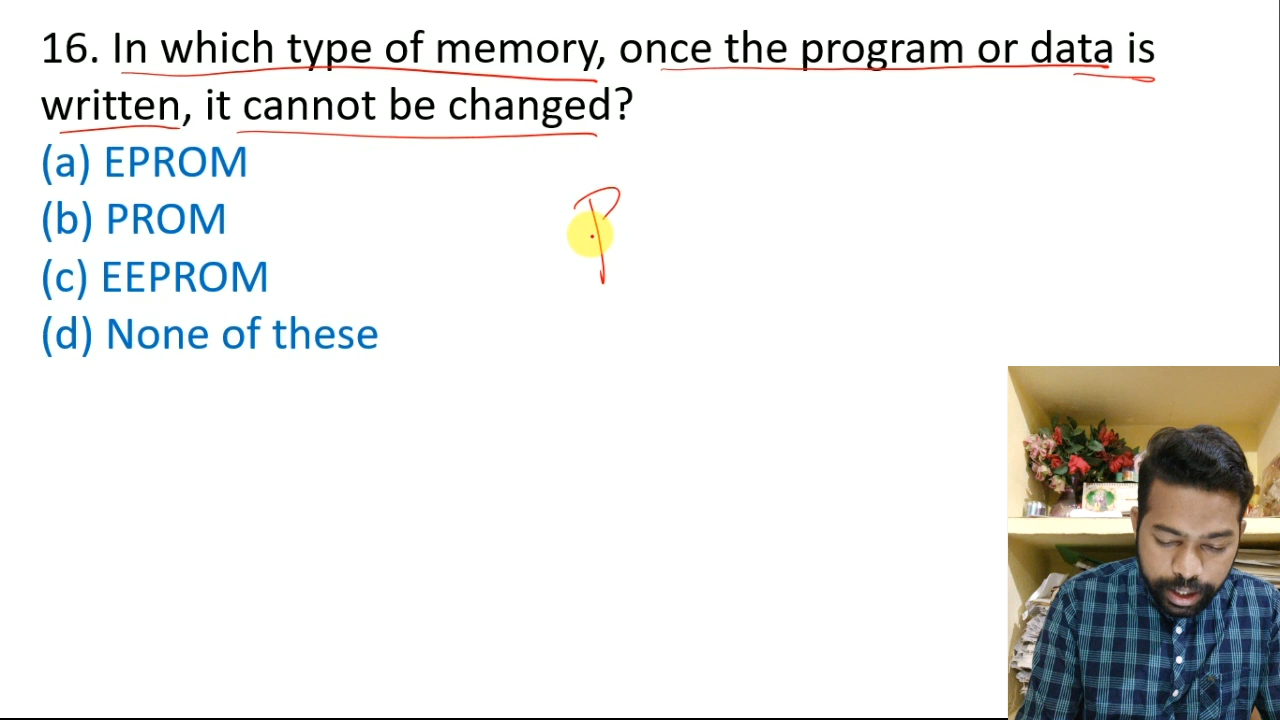 16. In which type of memory, once the program or data is
written, it cannot be changed?
(a) EPROM
(b) PROM
(c) EEPROM
(d) None of these
P